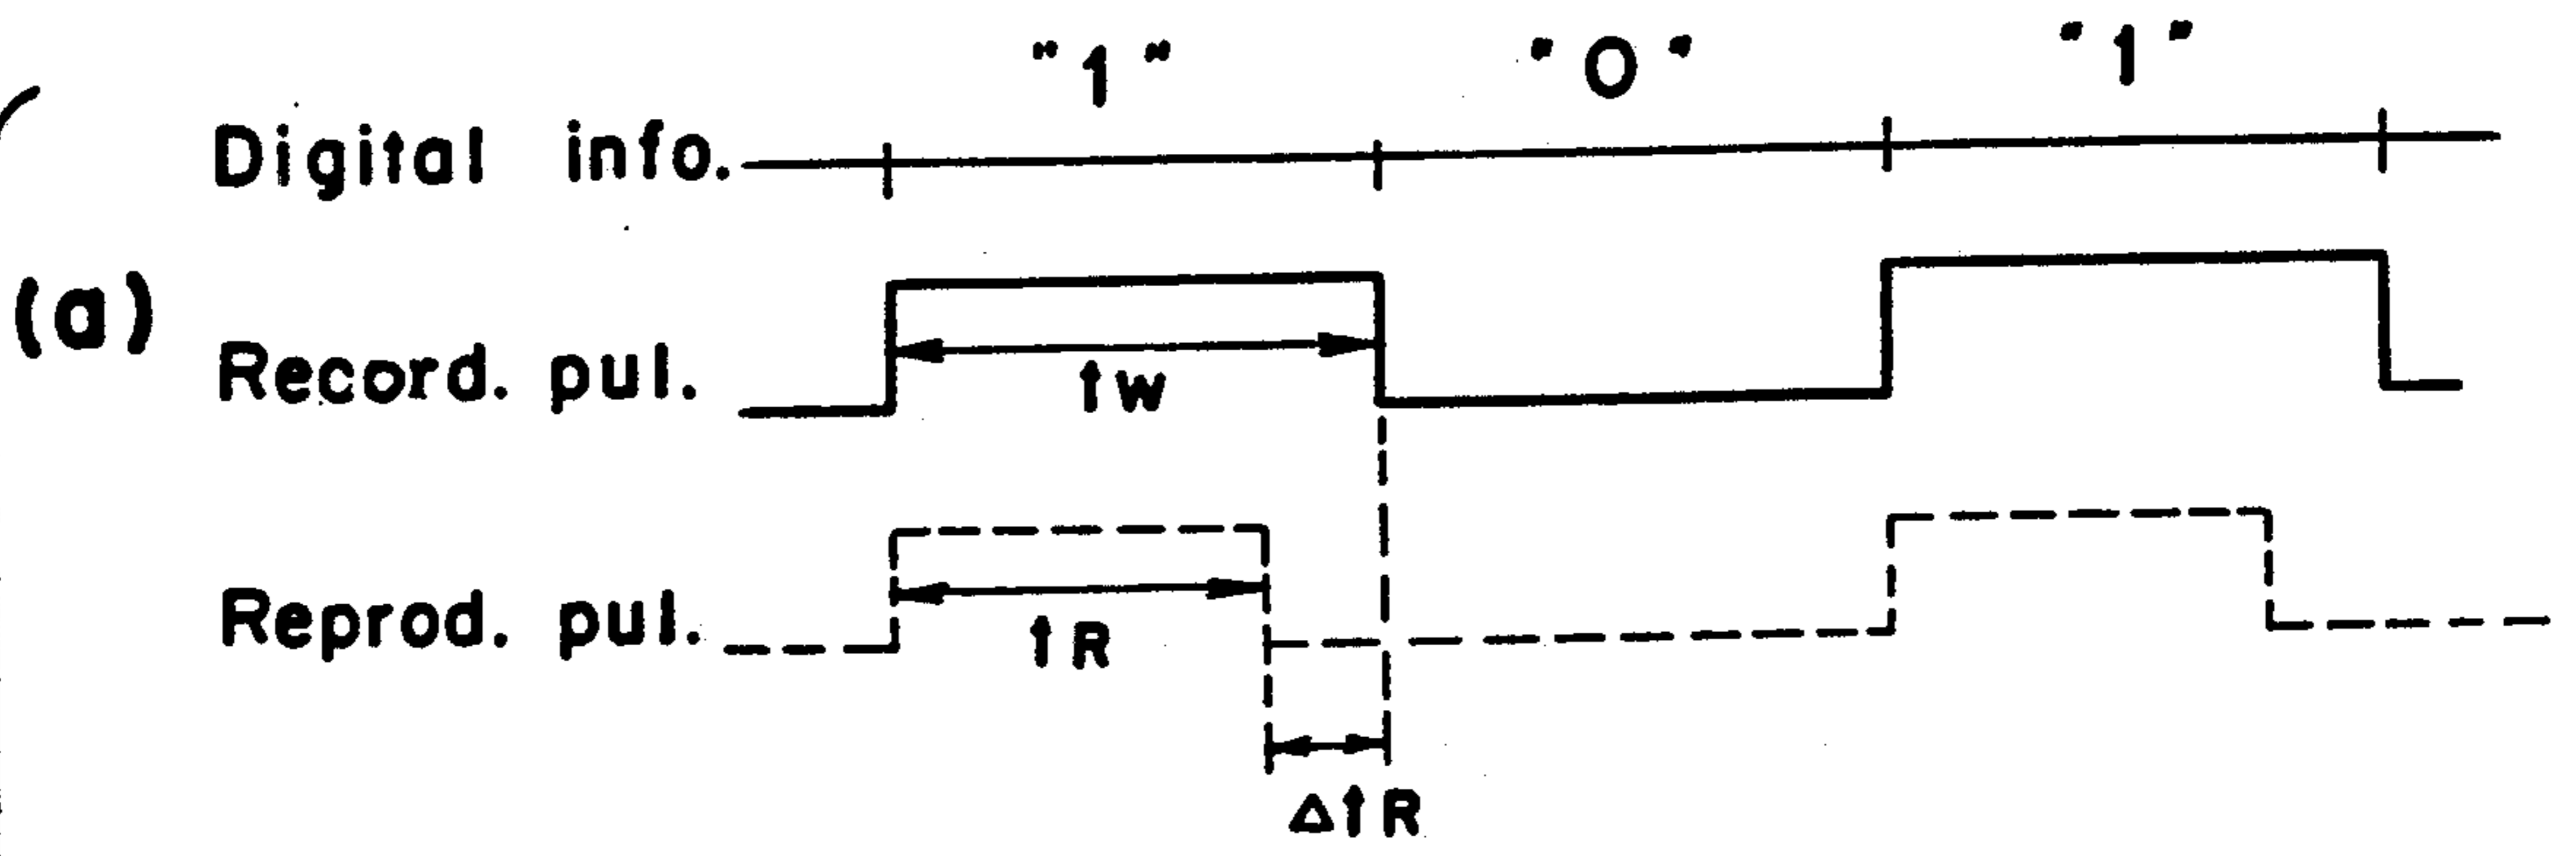 "1" "0" "1"
Digital info.
(a)
Record. pul.
tw
Reprod. pul.
tR
ΔtR